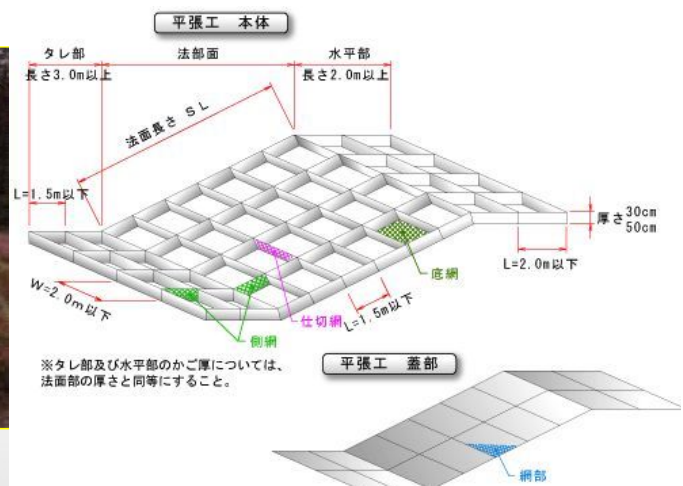 平張工 本体
タレ部
法部面
水平部
長さ3.0m以上
長さ2.0m以上
法面長さ SL
L=1.5m以下
厚さ30cm
50cm
L=2.0m以下
底網
W=2.0m以下
仕切網
L=1.5m以下
側網
※タレ部及び水平部のかご厚については、
法面部の厚さと同等にすること。
平張工 蓋部
網部